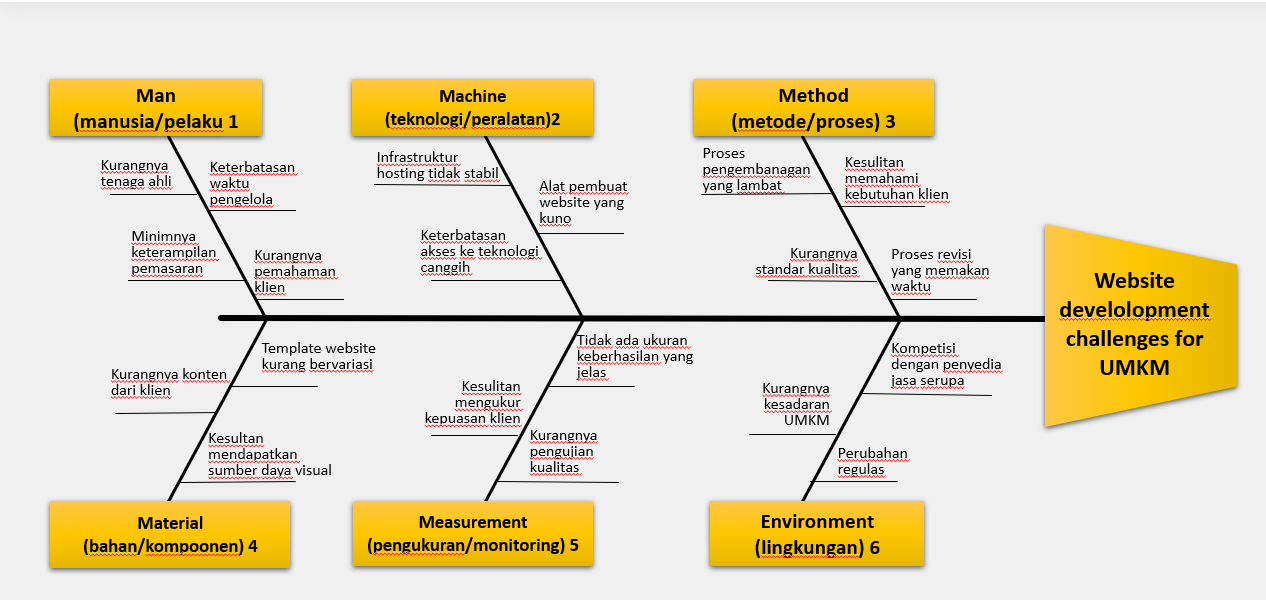 Man
(manusia/pelaku 1
Machine
(teknologi/peralatan)2
Method
(metode/proses) 3
Kurangnya
tenaga ahli
Keterbatasan
waktu
pengelola
Minimnya
keterampilan
pemasaran
Kurangnya
pemahaman
klien
Infrastruktur
hosting tidak stabil
Alat pembuat
website yang
kuno
Keterbatasan
akses ke teknologi
canggih
Proses
pengembanagan
yang lambat
Kesulitan
memahami
kebutuhan klien
Kurangnya
standar kualitas
Proses revisi
yang memakan
waktu
Website
develolopment
challenges for
UMKM
Template website
kurang bervariasi
Kurangnya konten
dari klien
Kesultan
mendapatkan
sumber daya visual
Tidak ada ukuran
keberhasilan yang
jelas
Kesulitan
mengukur
kepuasan klien
Kurangnya
pengujian
kualitas
Kompetisi
dengan penyedia
jasa serupa
Kurangnya
kesadaran
UMKM
Perubahan
regulas
Material
(bahan/kompoonen) 4
Measurement
(pengukuran/monitoring) 5
Environment
(lingkungan) 6